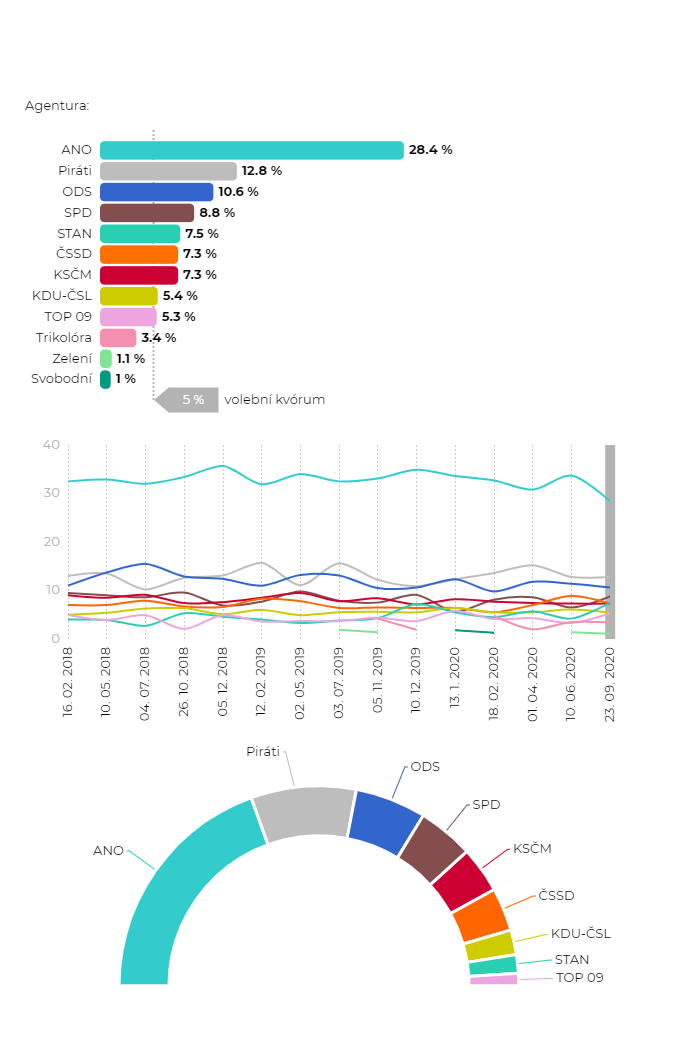 Agentura:
ANO 28.4 %
Piráti 12.8 %
ODS 10.6 %
SPD 8.8 %
STAN 7.5 %
ČSSD 7.3 %
KSČM 7.3 %
KDU-ČSL 5.4 %
TOP 09 5.3 %
Trikolóra 3.4 %
Zelení 1.1 %
Svobodní 1 %
5 % volební kvórum
40
30
20
10
0
16. 02. 2018
10. 05. 2018
04. 07. 2018
26. 10. 2018
05. 12. 2018
12. 02. 2019
02. 05. 2019
03. 07. 2019
05. 11. 2019
10. 12. 2019
13. 1. 2020
18. 02. 2020
01. 04. 2020
10. 06. 2020
23. 09. 2020
Piráti
ODS
SPD
ANO
KSČM
ČSSD
KDU-ČSL
STAN
TOP 09